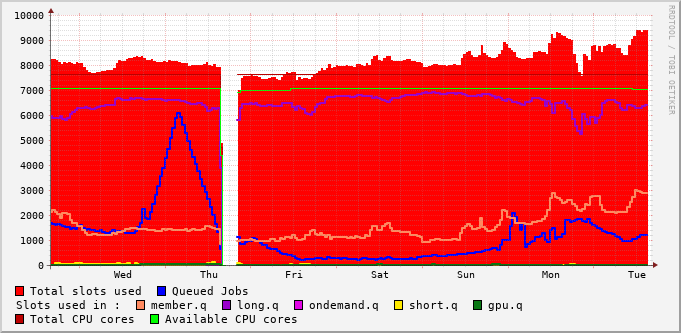 RRDTOOL / TOBI OETIKER
10000
9000
8000
7000
6000
5000
4000
3000
2000
1000
0
Wed Thu Fri Sat Sun Mon Tue
Total slots used Queued Jobs
Slots used in : member.q long.q ondemand.q short.q gpu.q
Total CPU cores Available CPU cores